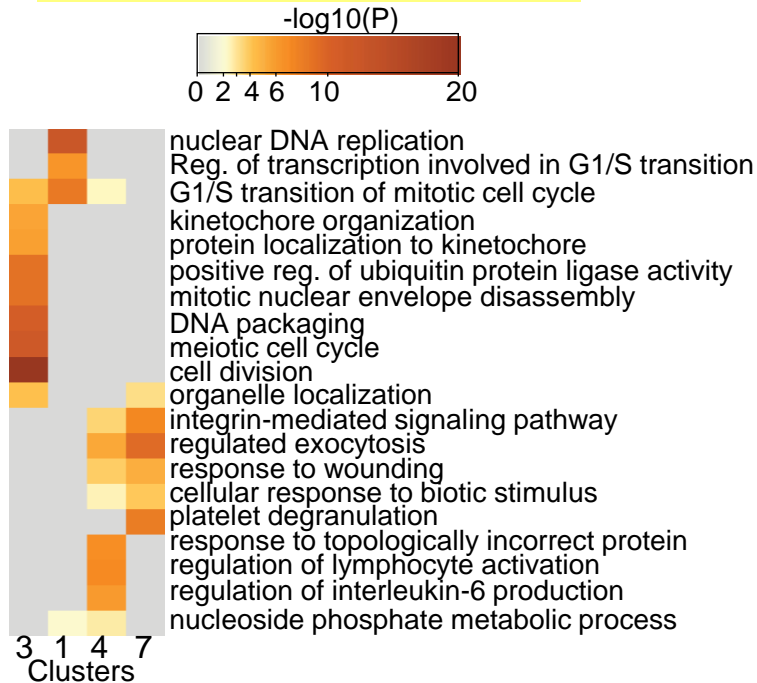 -log10(P)
0 2 4 6 10 20
nuclear DNA replication
Reg. of transcription involved in G1/S transition
G1/S transition of mitotic cell cycle
kinetochore organization
protein localization to kinetochore
positive reg. of ubiquitin protein ligase activity
mitotic nuclear envelope disassembly
DNA packaging
meiotic cell cycle
cell division
organelle localization
integrin-mediated signaling pathway
regulated exocytosis
response to wounding
cellular response to biotic stimulus
platelet degranulation
response to topologically incorrect protein
regulation of lymphocyte activation
regulation of interleukin-6 production
nucleoside phosphate metabolic process
3 1 4 7
Clusters